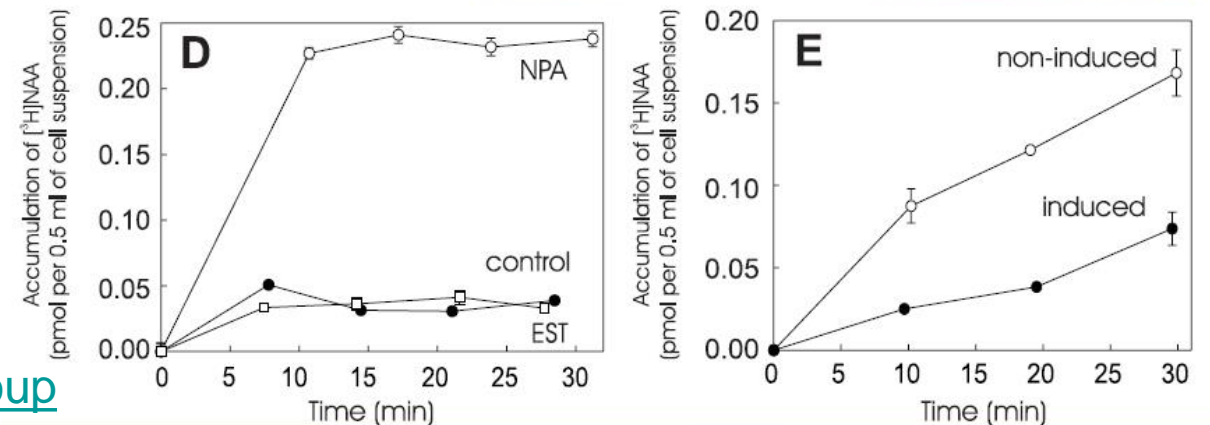 D
Accumulation of [³H]NAA
(pmol per 0.5 ml of cell suspension)
0.25
0.20
0.15
0.10
0.05
0.00
NPA
control
EST
0
5
10
15
20
25
30
Time (min)
E
Accumulation of [³H]NAA
(pmol per 0.5 ml of cell suspension)
0.20
0.15
0.10
0.05
0.00
non-induced
induced
0
5
10
15
20
25
30
Time (min)
oup